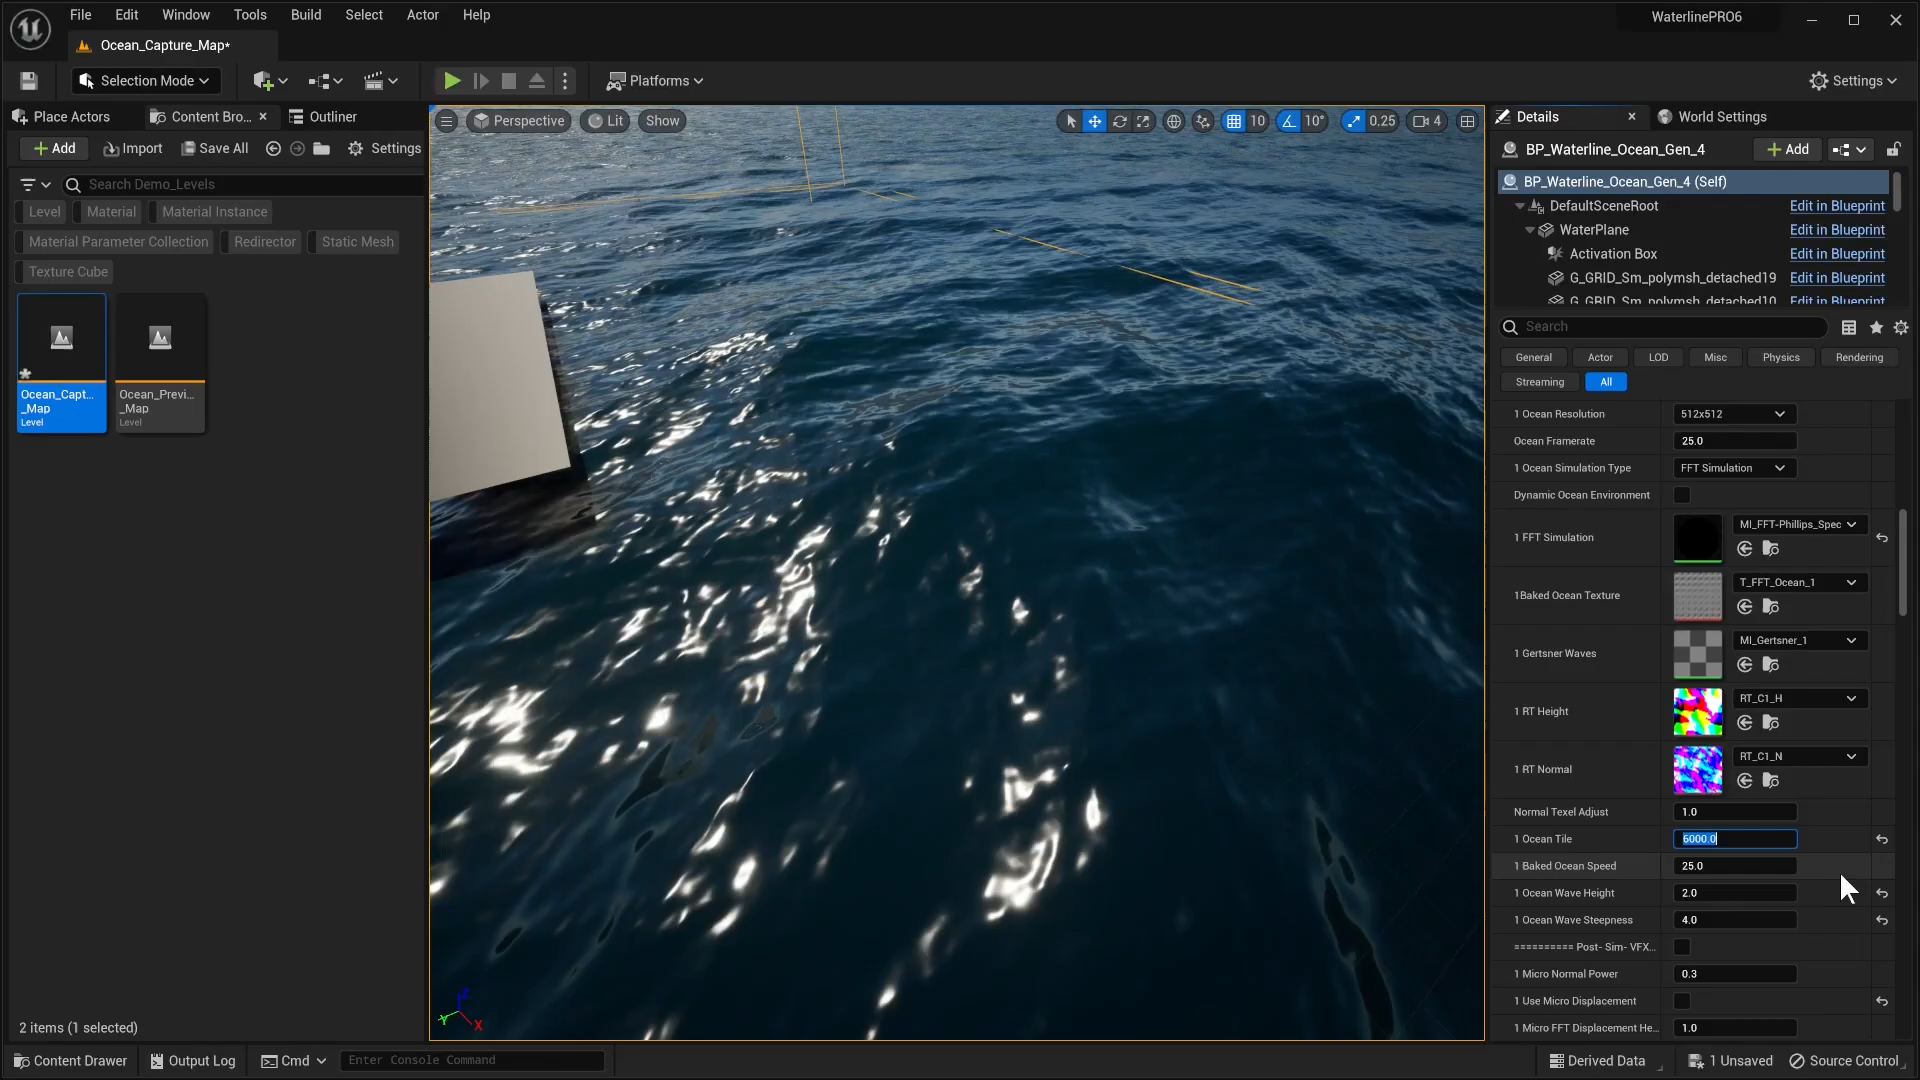 File Edit Window Tools Build Select Actor Help
WaterlinePRO6
Ocean_Capture_Map*
Selection Mode
Platforms
Settings
Place Actors
Content Bro...
Outliner
Add
Import
Save All
Settings
Search Demo_Levels
Level
Material
Material Instance
Material Parameter Collection
Redirector
Static Mesh
Texture Cube
Ocean_Capt...
_Map
Level
Ocean_Previ...
_Map
Level
2 items (1 selected)
Perspective
Lit
Show
10
10°
0.25
4
Z
Y
X
Details
World Settings
BP_Waterline_Ocean_Gen_4
Add
BP_Waterline_Ocean_Gen_4 (Self)
DefaultSceneRoot Edit in Blueprint
WaterPlane Edit in Blueprint
Activation Box Edit in Blueprint
G_GRID_Sm_polymsh_detached19 Edit in Blueprint
G_GRID_Sm_polymsh_detached10 Edit in Blueprint
Search
General
Actor
LOD
Misc
Physics
Rendering
Streaming
All
1 Ocean Resolution 512x512
Ocean Framerate 25.0
1 Ocean Simulation Type FFT Simulation
Dynamic Ocean Environment
1 FFT Simulation MI_FFT-Phillips_Spec
1Baked Ocean Texture T_FFT_Ocean_1
1 Gertsner Waves MI_Gertsner_1
1 RT Height RT_C1_H
1 RT Normal RT_C1_N
Normal Texel Adjust 1.0
1 Ocean Tile 6000.0
1 Baked Ocean Speed 25.0
1 Ocean Wave Height 2.0
1 Ocean Wave Steepness 4.0
========== Post- Sim- VFX...
1 Micro Normal Power 0.3
1 Use Micro Displacement
1 Micro FFT Displacement He... 1.0
Content Drawer
Output Log
Cmd
Enter Console Command
Derived Data
1 Unsaved
Source Control